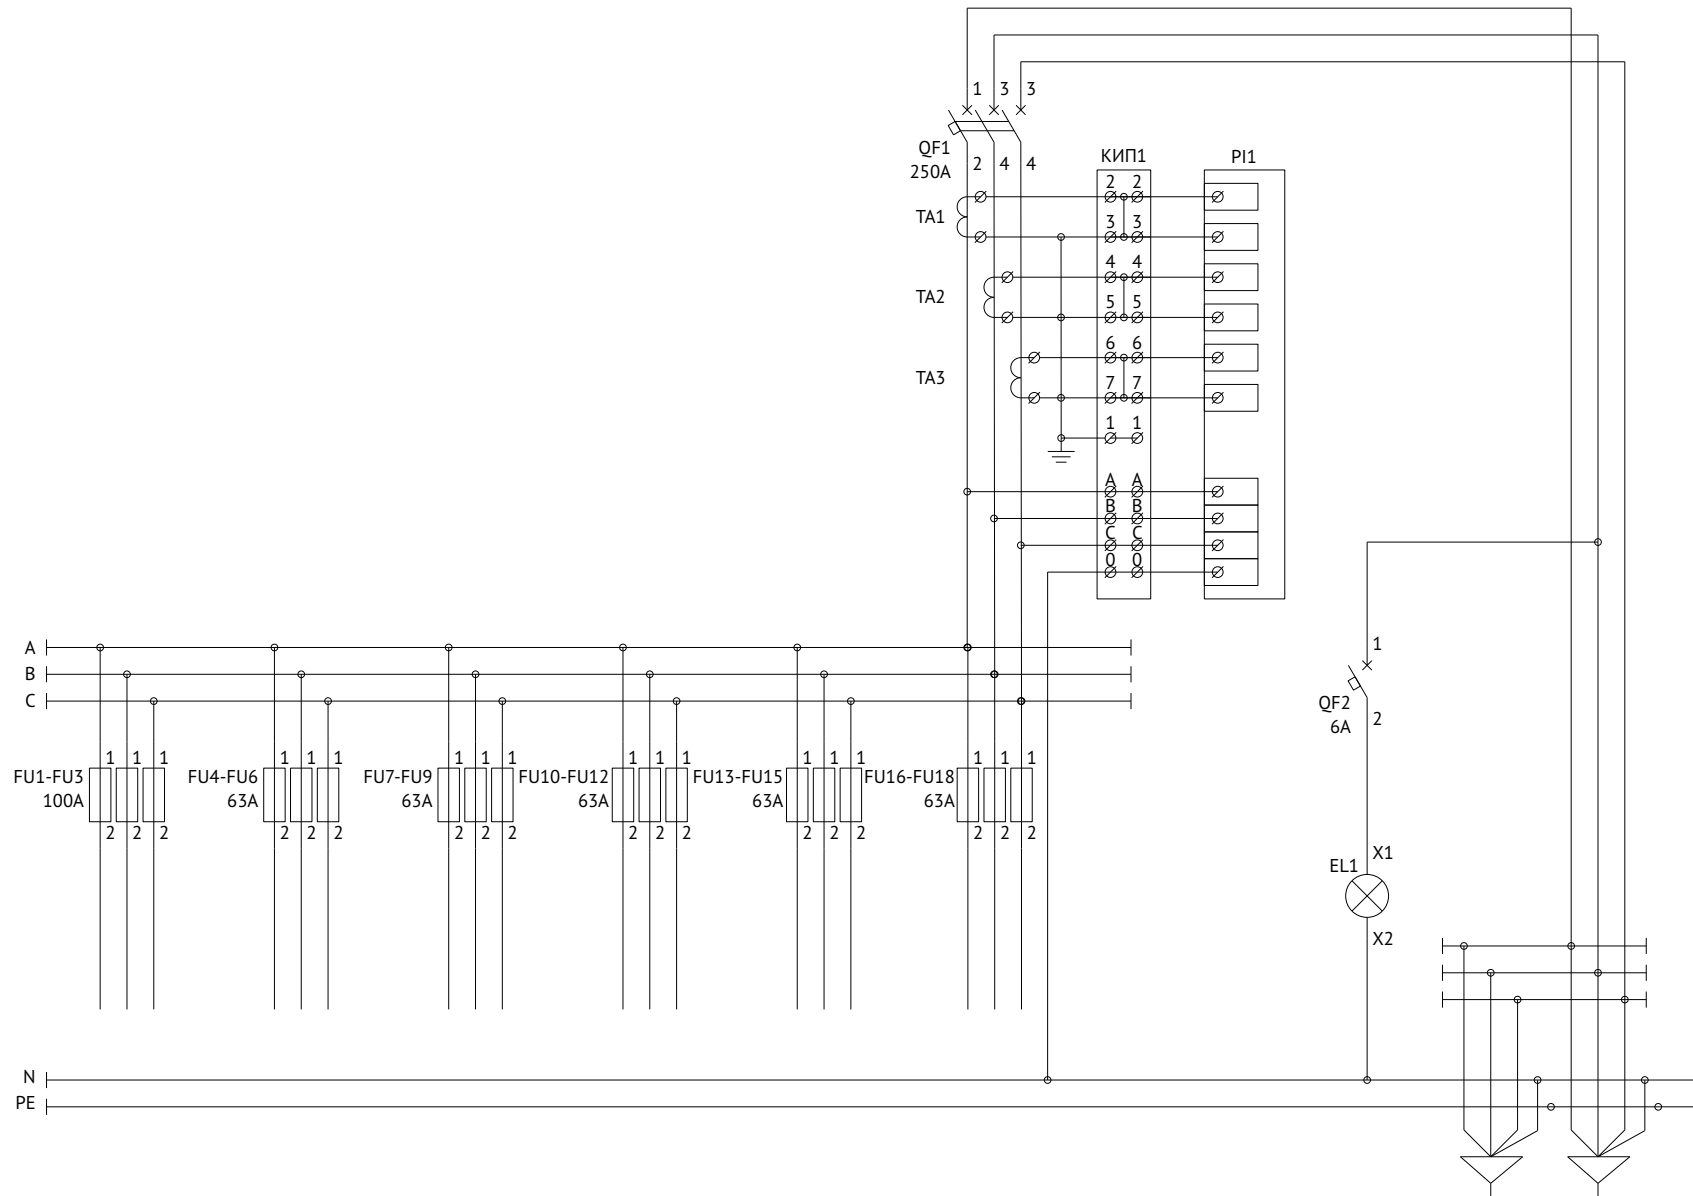 1 3 3
QF1
250A
2 4 4
КИП1
PI1
TA1
TA2
TA3
2 2
3 3
4 4
5 5
6 6
7 7
1 1
A A
B B
C C
0 0
A
B
C
1
QF2
6A
2
1 1 1 1 1 1 1 1 1 1 1 1 1 1 1 1 1 1
FU1-FU3 FU4-FU6 FU7-FU9 FU10-FU12 FU13-FU15 FU16-FU18
100A 63A 63A 63A 63A 63A
2 2 2 2 2 2 2 2 2 2 2 2 2 2 2 2 2 2
X1
EL1
X2
N
PE